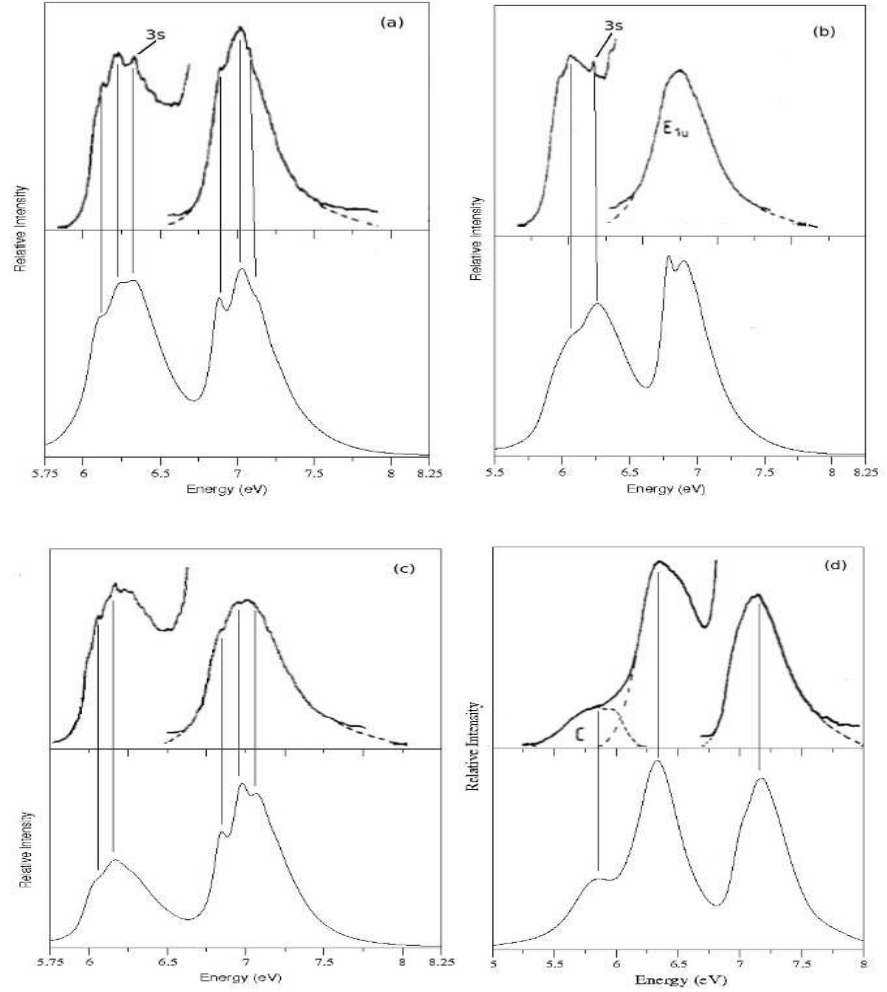 (a)
3s
Relative Intensity
5.75 6 6.5 7 7.5 8 8.25
Energy (eV)
(b)
3s
E1u
Relative Intensity
5.5 6 6.5 7 7.5 8.25
Energy (eV)
(c)
Relative Intensity
5.75 6 6.5 7 7.5 8 8.25
Energy (eV)
(d)
C
Relative Intensity
5 5.5 6 6.5 7 7.5 8
Energy (eV)